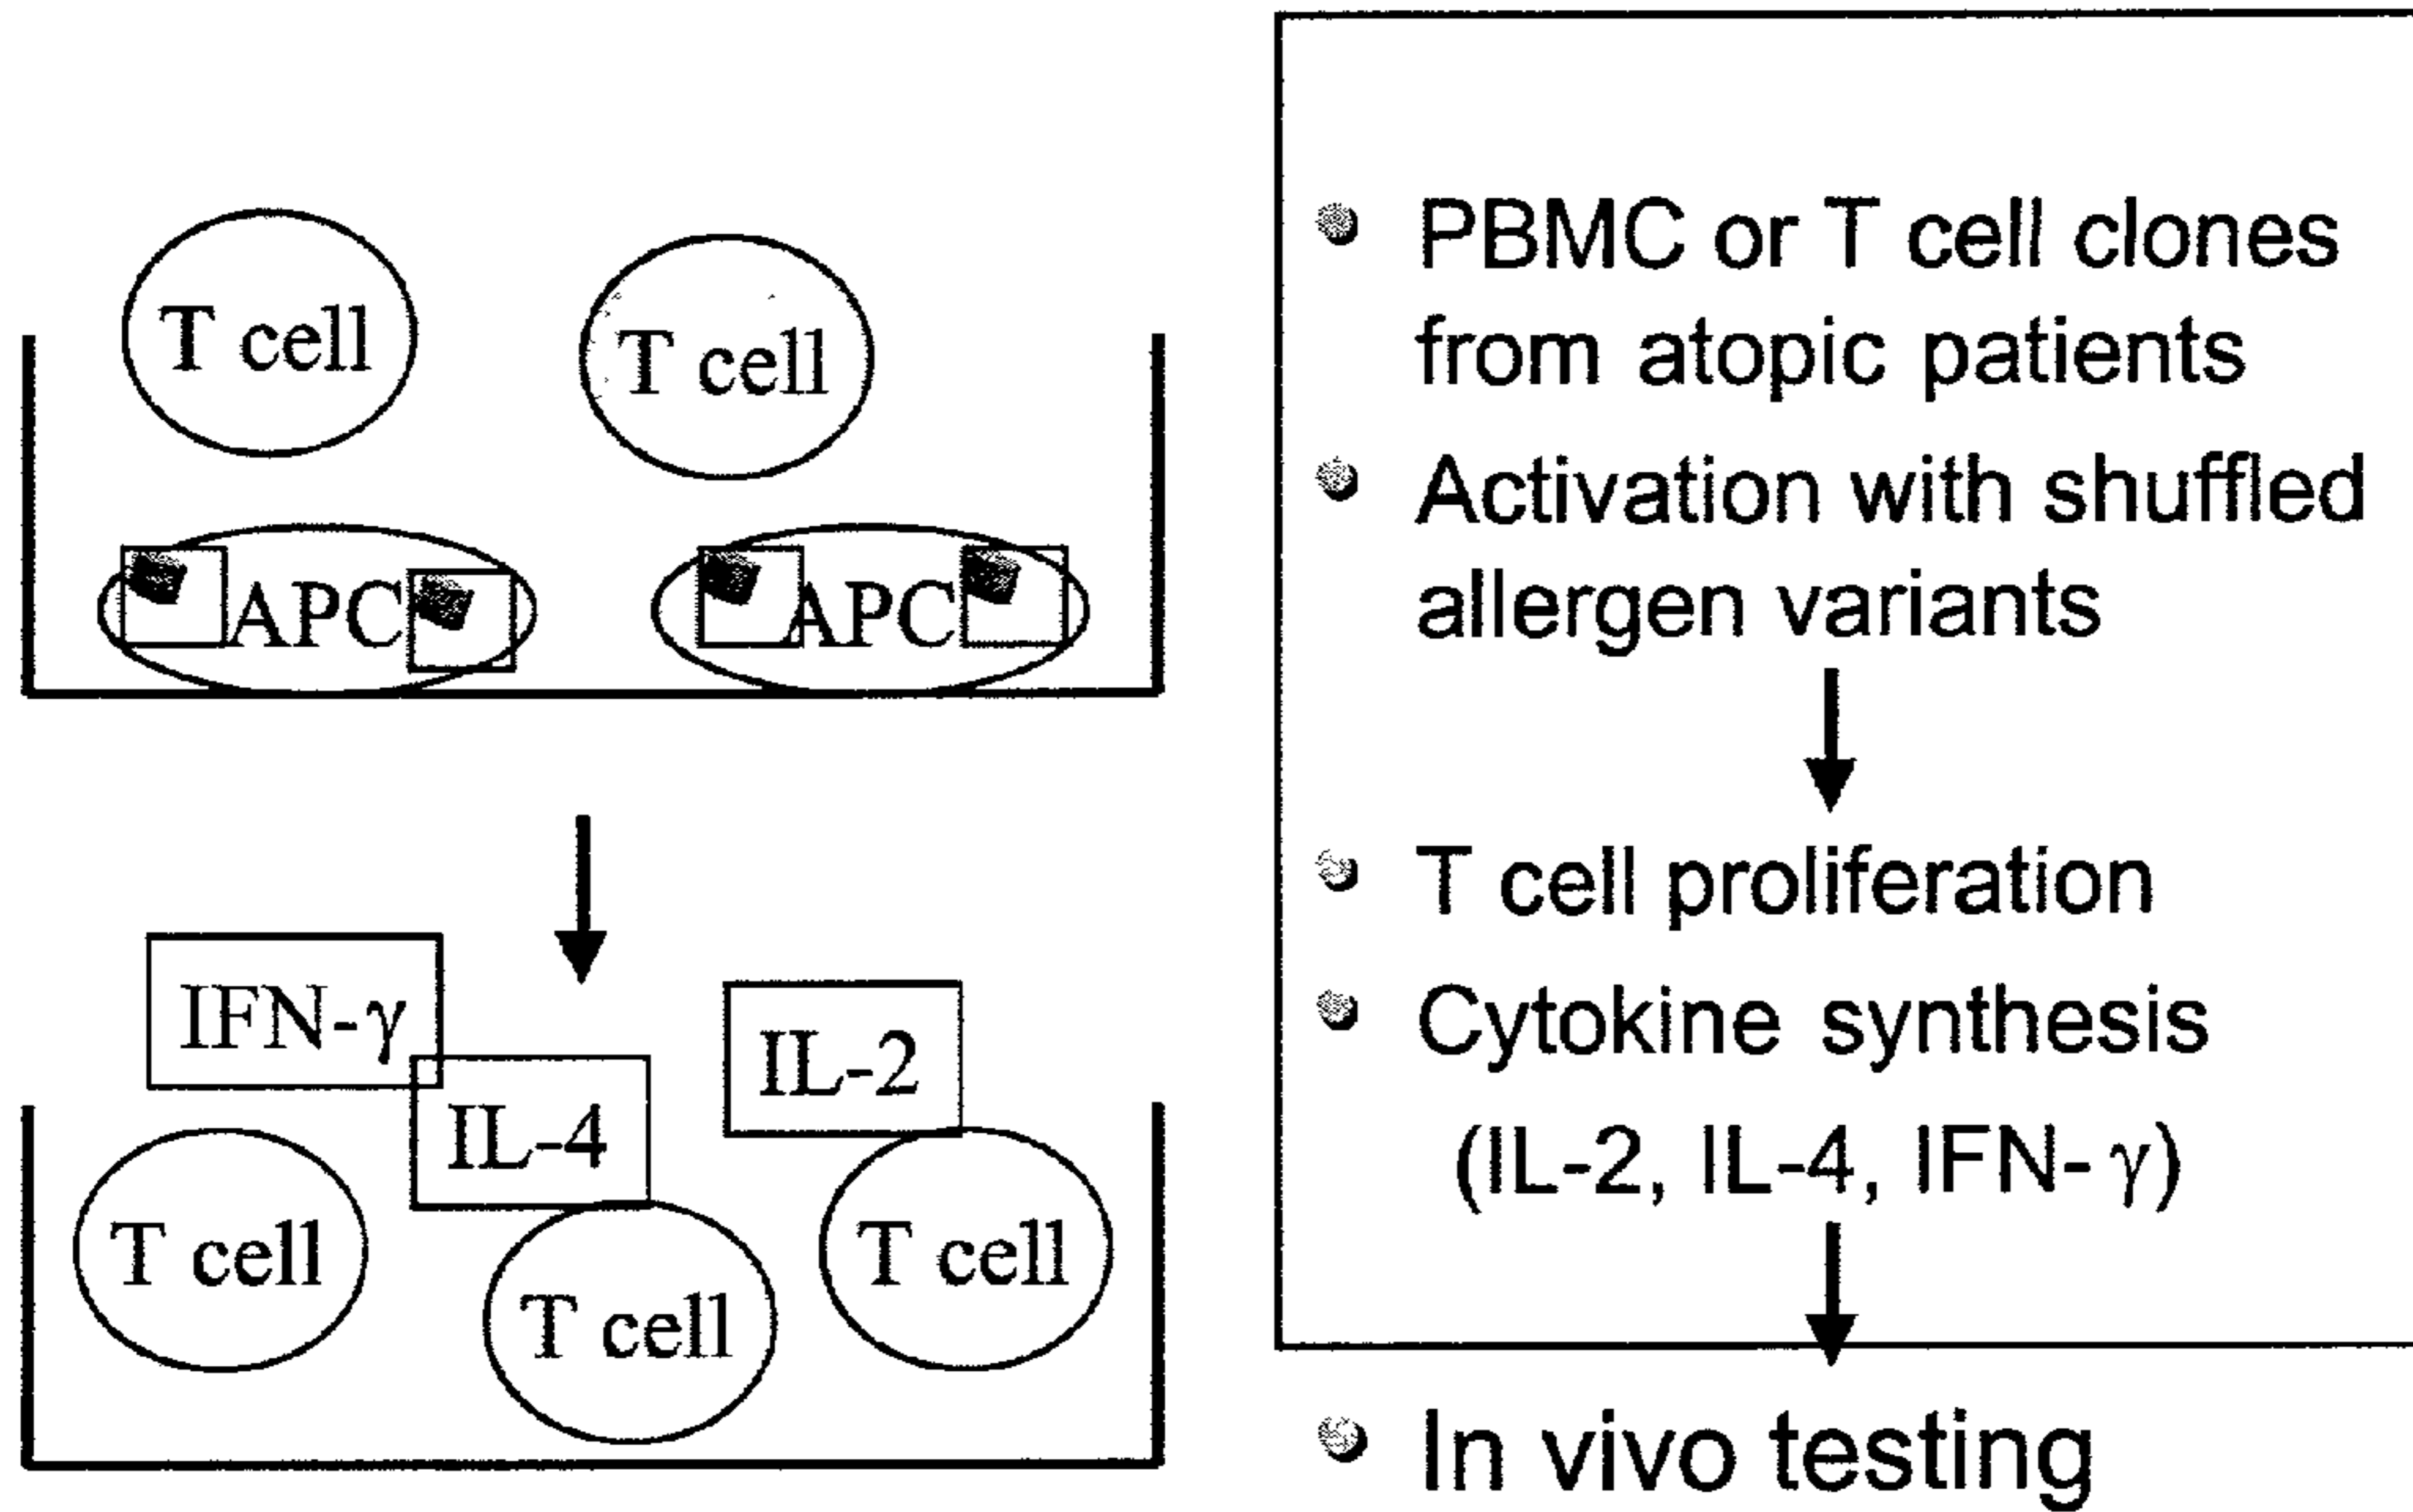 T cell
T cell
APC
APC
IFN-γ
IL-4
IL-2
T cell
T cell
T cell
PBMC or T cell clones
from atopic patients
Activation with shuffled
allergen variants
T cell proliferation
Cytokine synthesis
(IL-2, IL-4, IFN- γ)
In vivo testing